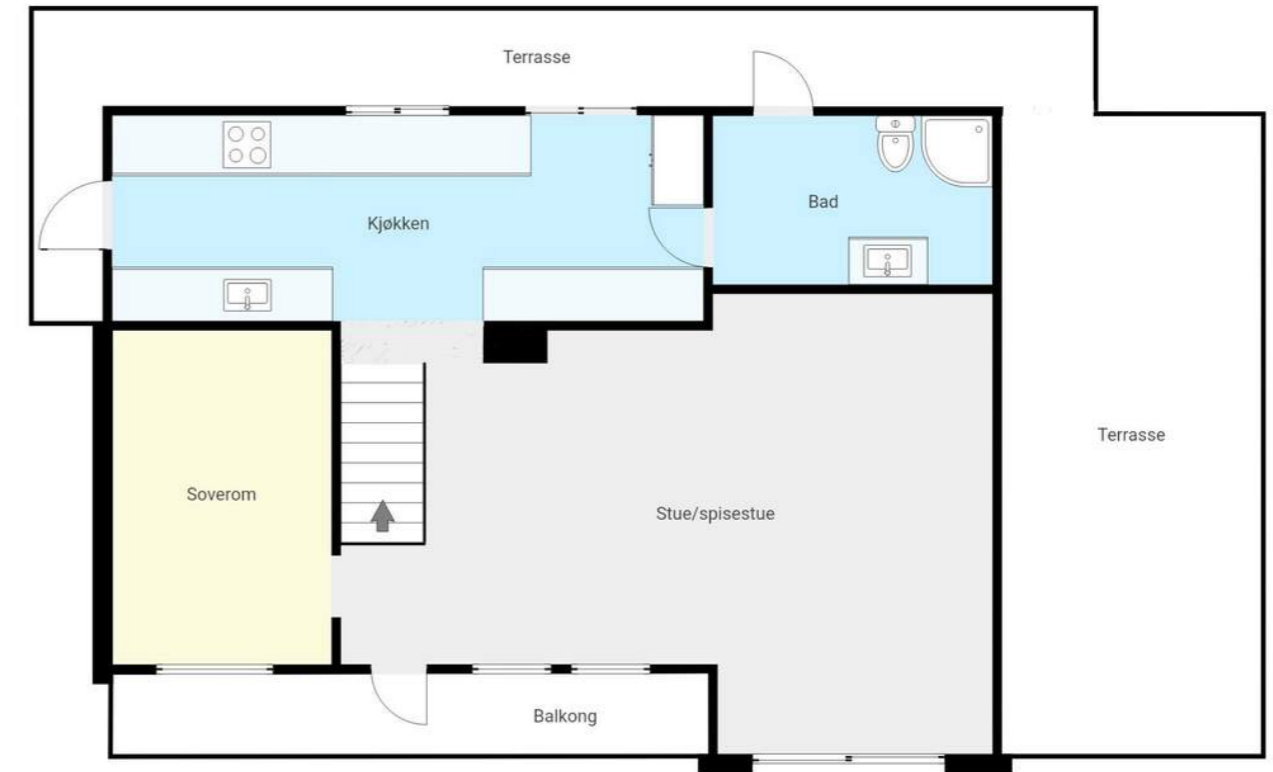 Terrasse
Bad
Kjøkken
Terrasse
Soverom
Stue/spisestue
Balkong